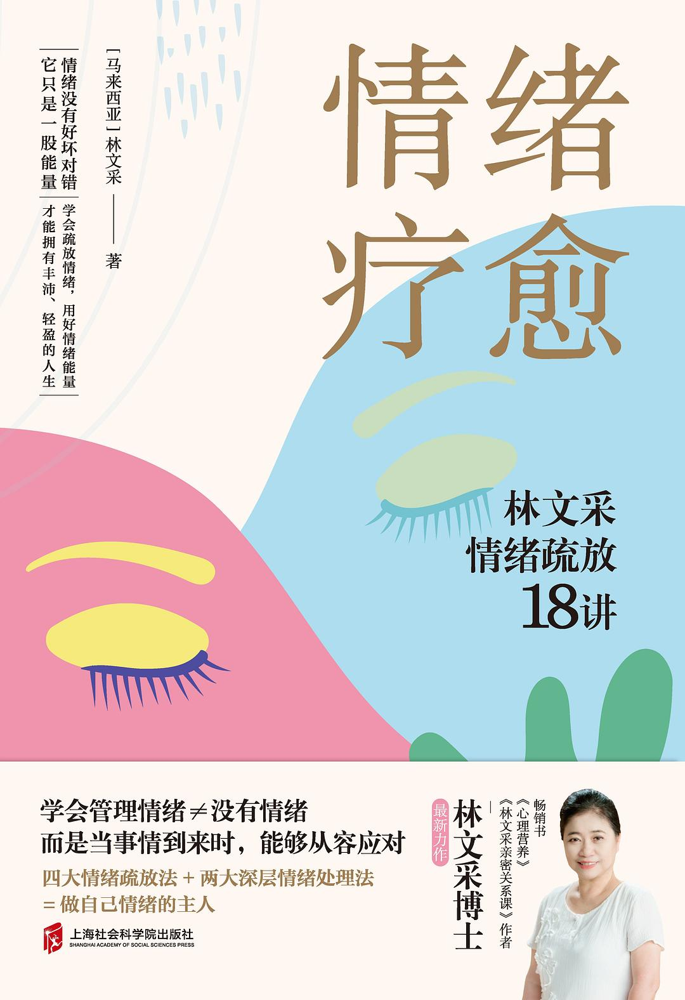 情绪
疗愈
[马来西亚]林文采——著
情绪没有好坏对错
它只是一股能量
学会疏放情绪，用好情绪能量
才能拥有丰沛、轻盈的人生
林文采
情绪疏放
18讲
学会管理情绪≠没有情绪
而是当事情到来时，能够从容应对
四大情绪疏放法+两大深层情绪处理法
=做自己情绪的主人
上海社会科学院出版社
SHANGHAI ACADEMY OF SOCIAL SCIENCES PRESS
畅销书
《心理营养》
《林文采亲密关系课》作者
林文采博士
最新力作